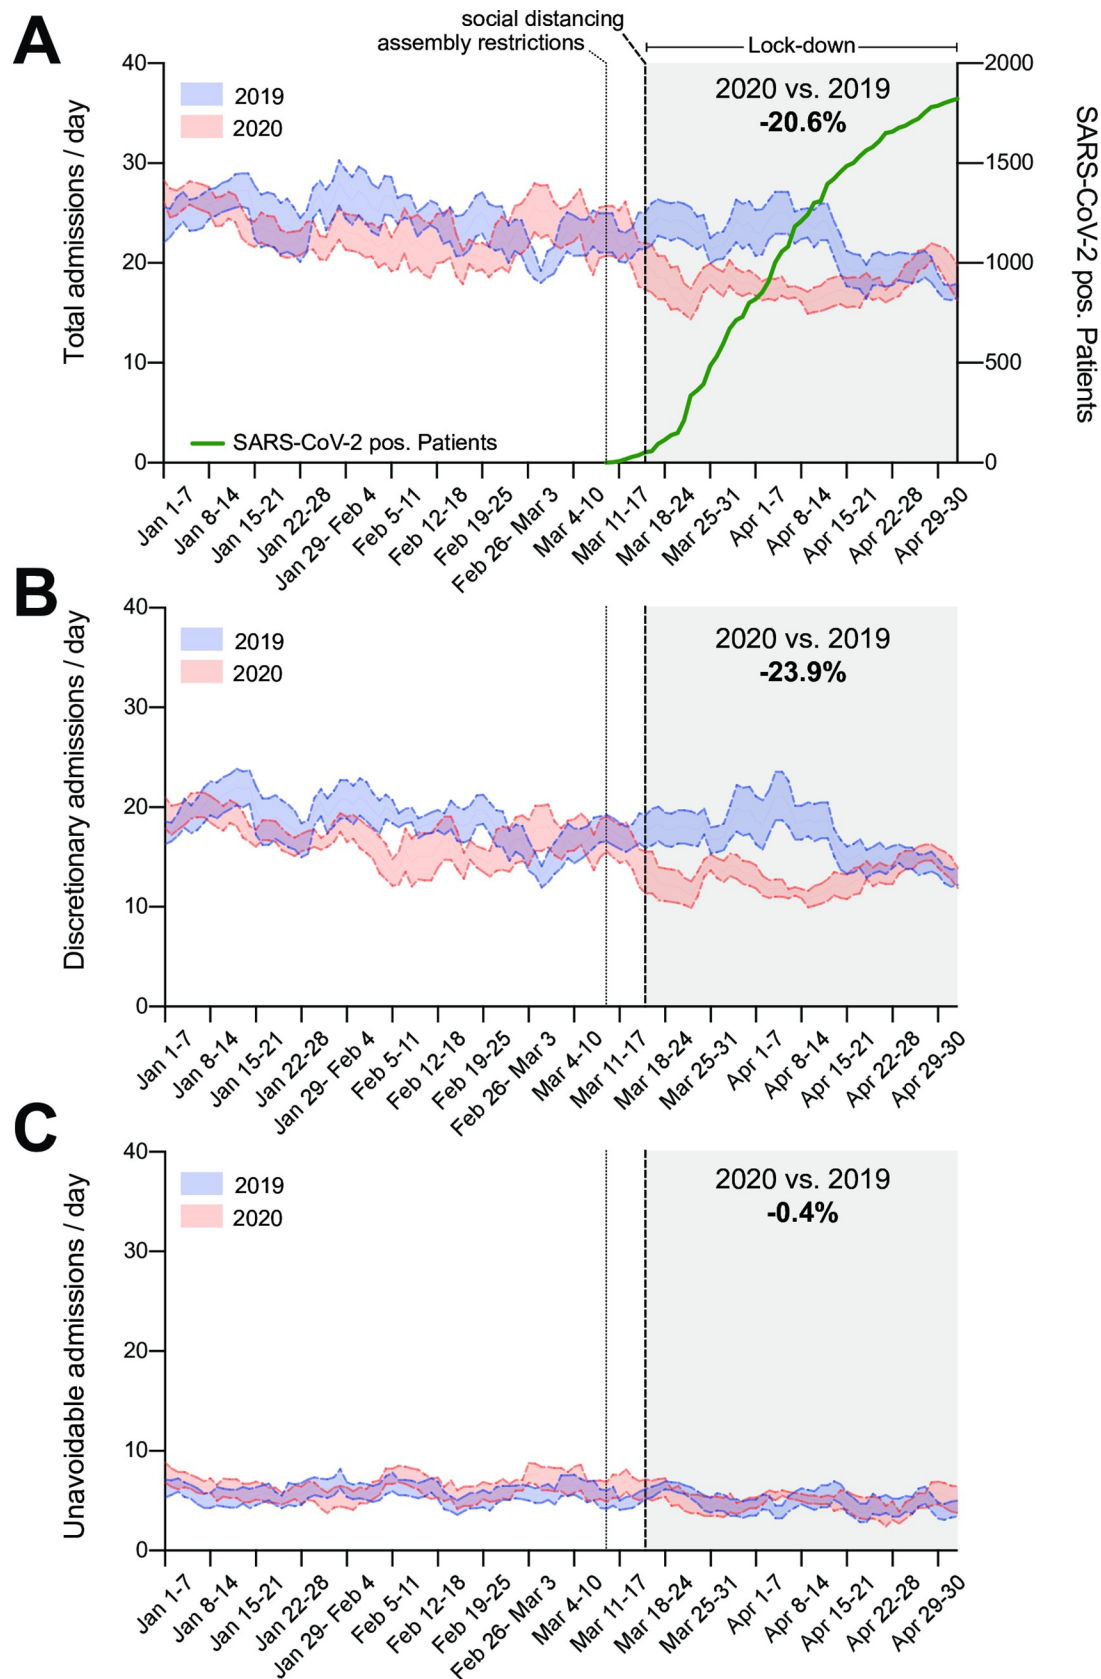 A
social distancing
assembly restrictions
Lock-down
40
30
20
10
0
Total admissions / day
2019
2020
2020 vs. 2019
-20.6%
SARS-CoV-2 pos. Patients
2000
1500
1000
500
0
SARS-CoV-2 pos. Patients
Jan 1-7
Jan 8-14
Jan 15-21
Jan 22-28
Jan 29- Feb 4
Feb 5-11
Feb 12-18
Feb 19-25
Feb 26- Mar 3
Mar 4-10
Mar 11-17
Mar 18-24
Mar 25-31
Apr 1-7
Apr 8-14
Apr 15-21
Apr 22-28
Apr 29-30
B
40
30
20
10
0
Discretionary admissions / day
2019
2020
2020 vs. 2019
-23.9%
Jan 1-7
Jan 8-14
Jan 15-21
Jan 22-28
Jan 29- Feb 4
Feb 5-11
Feb 12-18
Feb 19-25
Feb 26- Mar 3
Mar 4-10
Mar 11-17
Mar 18-24
Mar 25-31
Apr 1-7
Apr 8-14
Apr 15-21
Apr 22-28
Apr 29-30
C
40
30
20
10
0
Unavoidable admissions / day
2019
2020
2020 vs. 2019
-0.4%
Jan 1-7
Jan 8-14
Jan 15-21
Jan 22-28
Jan 29- Feb 4
Feb 5-11
Feb 12-18
Feb 19-25
Feb 26- Mar 3
Mar 4-10
Mar 11-17
Mar 18-24
Mar 25-31
Apr 1-7
Apr 8-14
Apr 15-21
Apr 22-28
Apr 29-30